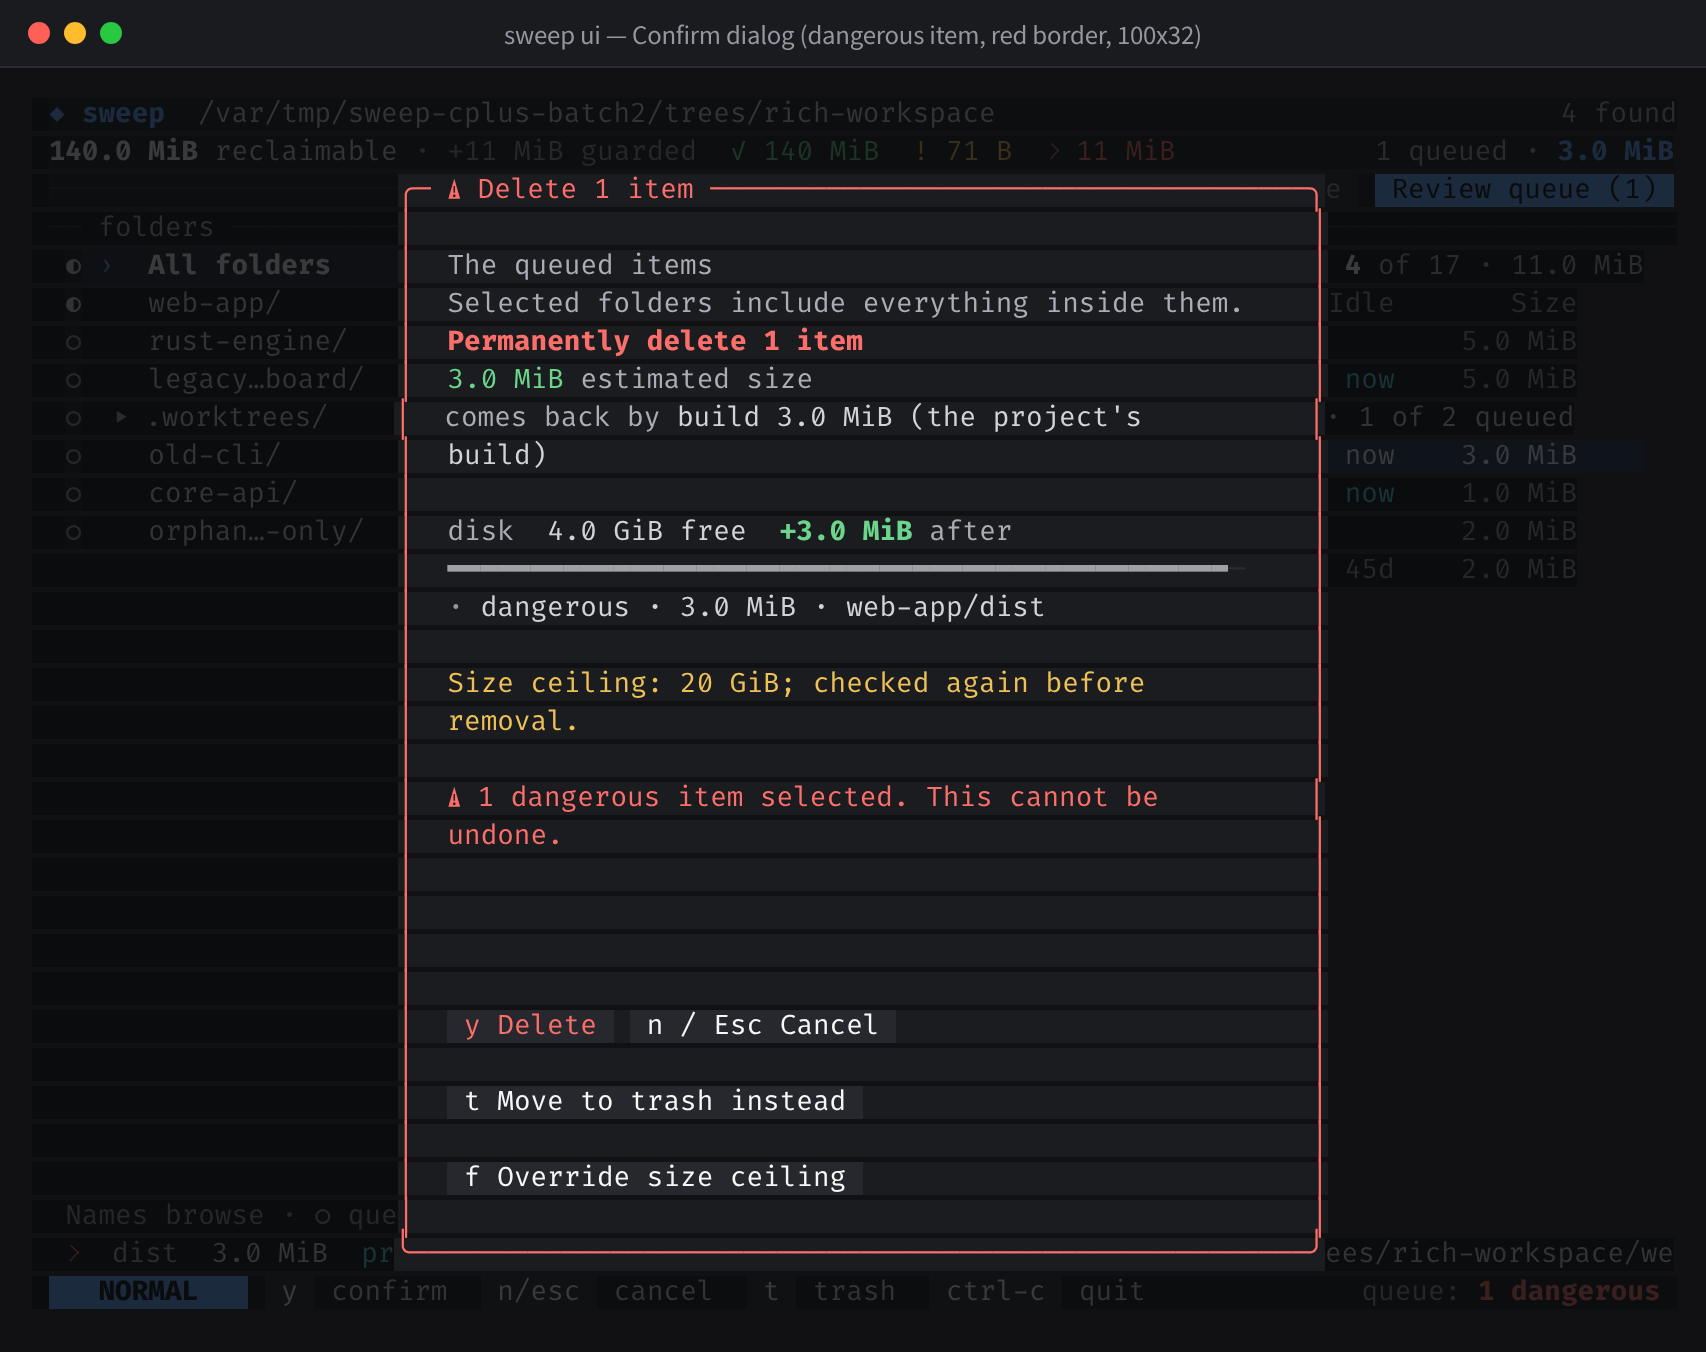 sweep ui — Confirm dialog (dangerous item, red border, 100x32)
◆ sweep /var/tmp/sweep-cplus-batch2/trees/rich-workspace 4 found
140.0 MiB reclaimable · +11 MiB guarded √ 140 MiB ! 71 B > 11 MiB 1 queued · 3.0 MiB
⚠ Delete 1 item
e Review queue (1)
folders
◐ › All folders
◐ web-app/
○ rust-engine/
○ legacy…board/
○ ▸ .worktrees/
○ old-cli/
○ core-api/
○ orphan…-only/
The queued items
Selected folders include everything inside them.
Permanently delete 1 item
3.0 MiB estimated size
comes back by build 3.0 MiB (the project's
build)
disk 4.0 GiB free +3.0 MiB after
· dangerous · 3.0 MiB · web-app/dist
Size ceiling: 20 GiB; checked again before
removal.
⚠ 1 dangerous item selected. This cannot be
undone.
y Delete n / Esc Cancel
t Move to trash instead
f Override size ceiling
4 of 17 · 11.0 MiB
Idle Size
5.0 MiB
now 5.0 MiB
· 1 of 2 queued
now 3.0 MiB
now 1.0 MiB
2.0 MiB
45d 2.0 MiB
Names browse · ○ que
> dist 3.0 MiB pr
ees/rich-workspace/we
NORMAL y confirm n/esc cancel t trash ctrl-c quit queue: 1 dangerous